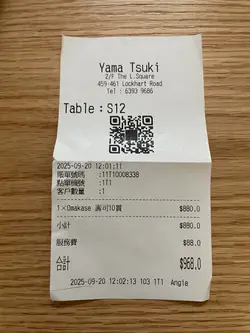 Yama Tsuki
2/F The L.Square
459-461 Lockhart Road
Tel : 6393 9686
Table : S12
2025-09-20 12:01:11
賬單號碼 : 11T10008338
點單機號 : 1T1
客戶數量 : 1
1×Omakase 壽司10貫 $880.0
小計 $880.0
服務費 $88.0
合計 $968.0
2025-09-20 12:02:13 103 1T1 Angie